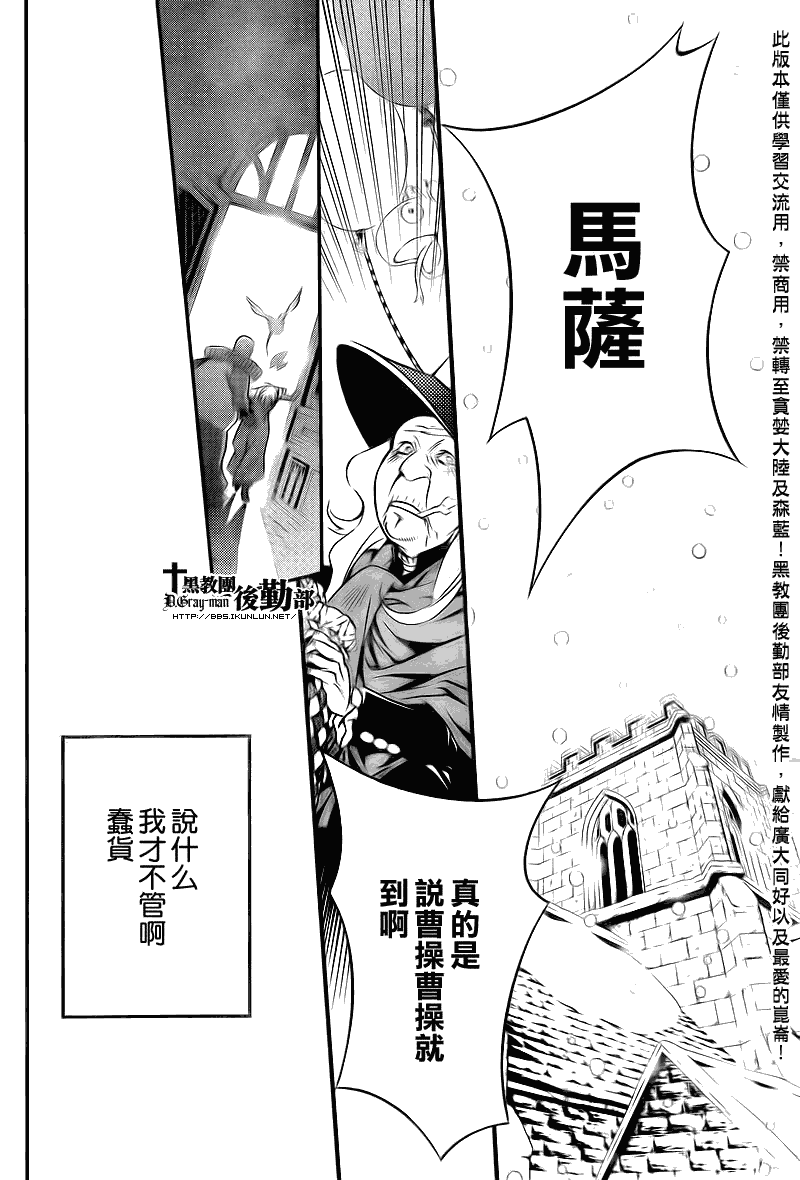 此版本僅供學習交流用，禁商用，禁轉至貪婪大陸及森藍！黑教團後勤部友情製作，獻給廣大同好以及最愛的崑崙！
馬薩
真的是
說曹操曹操就
到啊
黑教團
D.Gray-man 後勤部
HTTP://BBS.IKUNLUN.NET/
說什么
我才不管啊
蠢貨